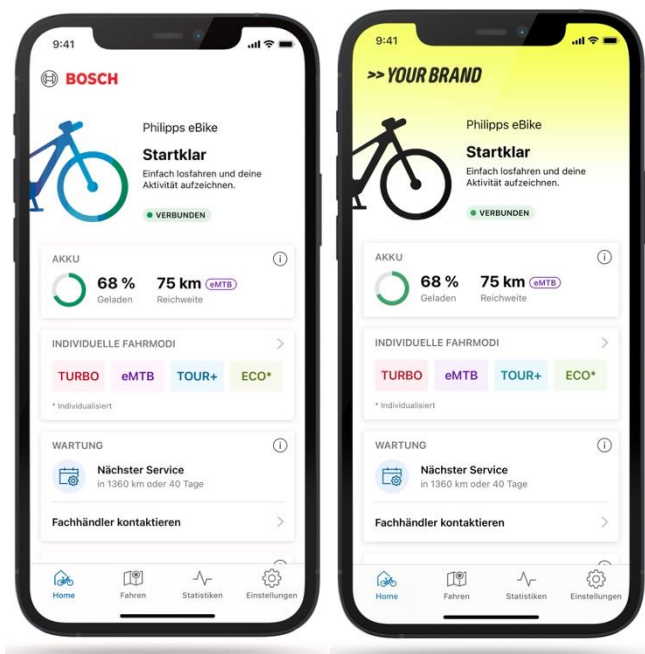 9:41
BOSCH
Philipps eBike
Startklar
Einfach losfahren und deine
Aktivität aufzeichnen.
VERBUNDEN
AKKU
68 %
75 km eMTB
Geladen
Reichweite
INDIVIDUELLE FAHRMODI
TURBO
eMTB
TOUR+
ECO*
* Individualisiert
WARTUNG
Nächster Service
in 1360 km oder 40 Tage
Fachhändler kontaktieren
Home
Fahren
Statistiken
Einstellungen
9:41
>> YOUR BRAND
Philipps eBike
Startklar
Einfach losfahren und deine
Aktivität aufzeichnen.
VERBUNDEN
AKKU
68 %
75 km eMTB
Geladen
Reichweite
INDIVIDUELLE FAHRMODI
TURBO
eMTB
TOUR+
ECO*
* Individualisiert
WARTUNG
Nächster Service
in 1360 km oder 40 Tage
Fachhändler kontaktieren
Home
Fahren
Statistiken
Einstellungen